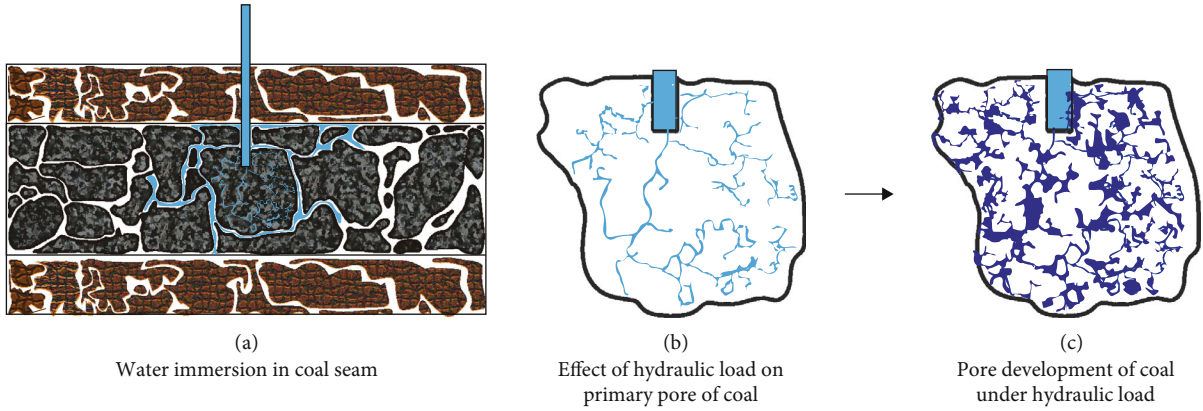 (a)
Water immersion in coal seam
(b)
Effect of hydraulic load on
primary pore of coal
(c)
Pore development of coal
under hydraulic load